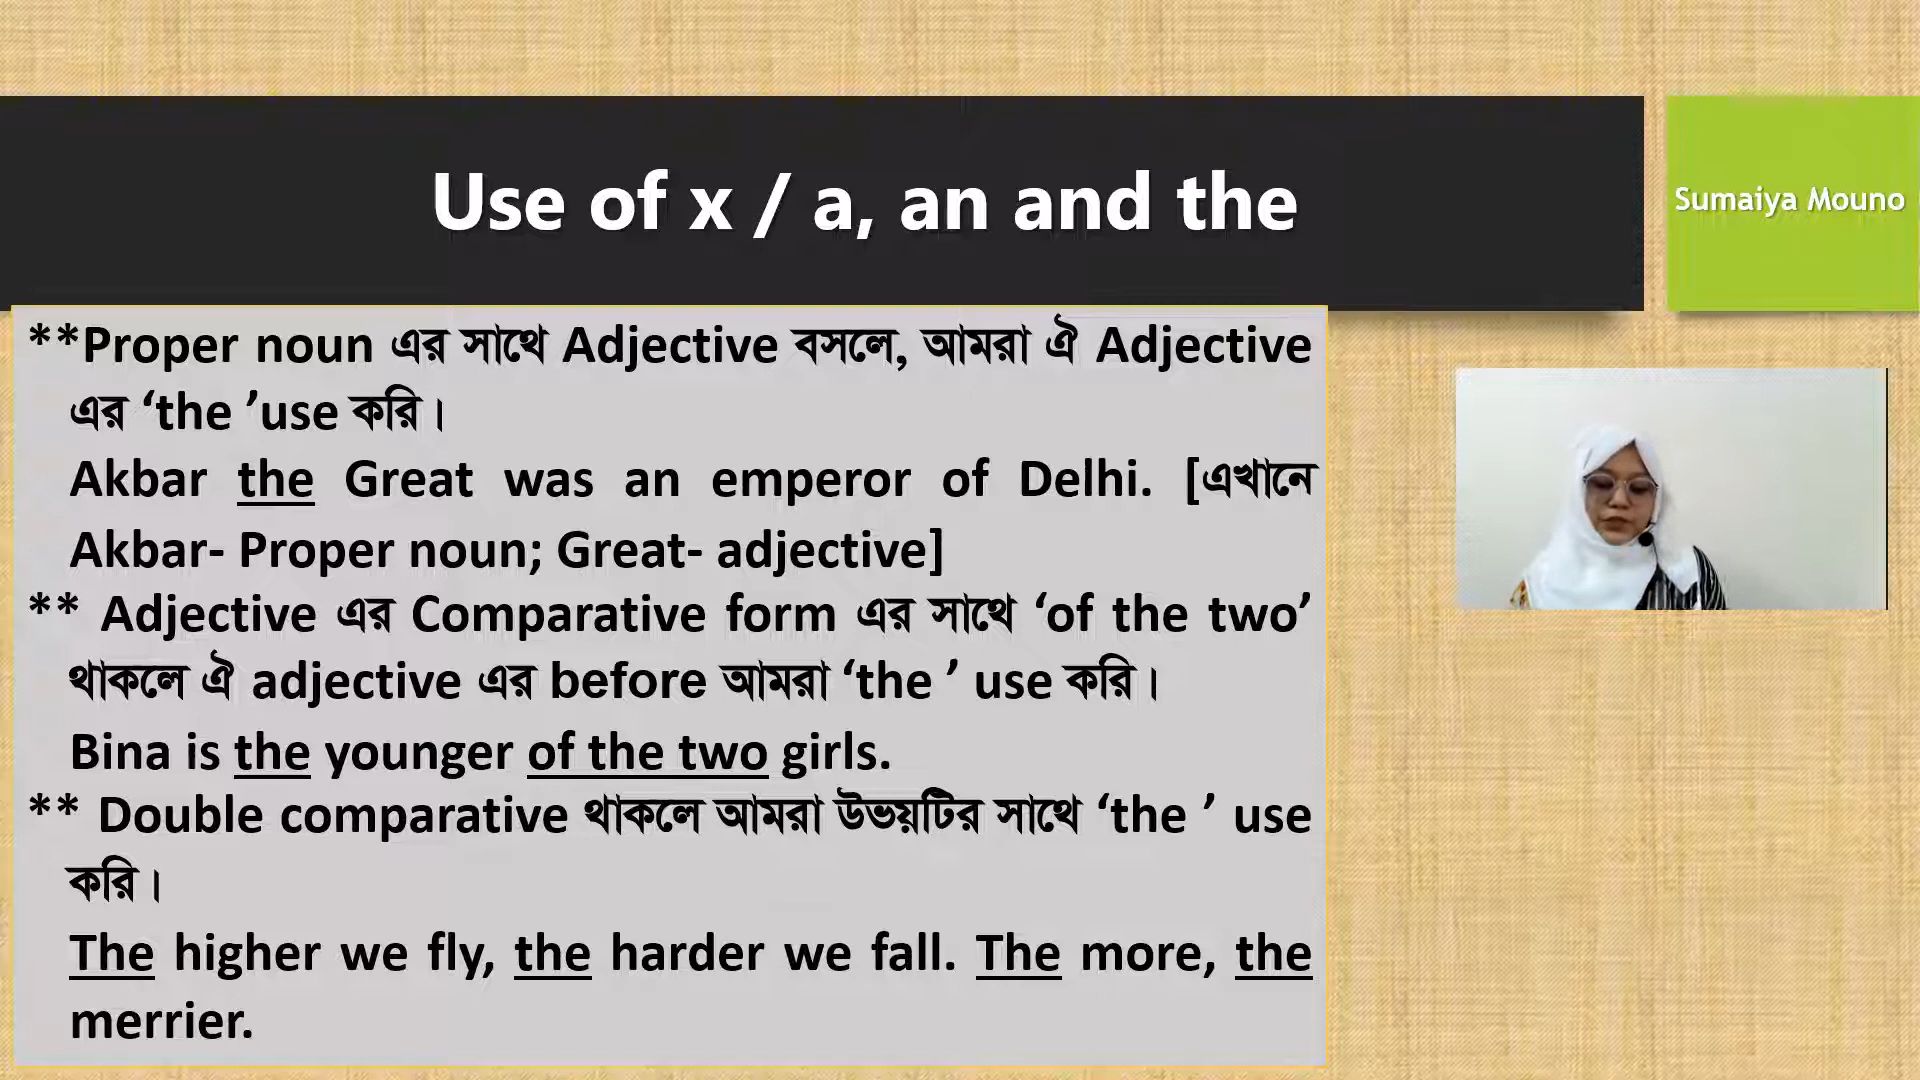 Use of x / a, an and the
Sumaiya Mouno
**Proper noun এর সাথে Adjective বসলে, আমরা ঐ Adjective
এর ‘the ’use করি।
Akbar the Great was an emperor of Delhi. [এখানে
Akbar- Proper noun; Great- adjective]
** Adjective এর Comparative form এর সাথে ‘of the two’
থাকলে ঐ adjective এর before আমরা ‘the ’ use করি।
Bina is the younger of the two girls.
** Double comparative থাকলে আমরা উভয়টির সাথে ‘the ’ use
করি।
The higher we fly, the harder we fall. The more, the
merrier.